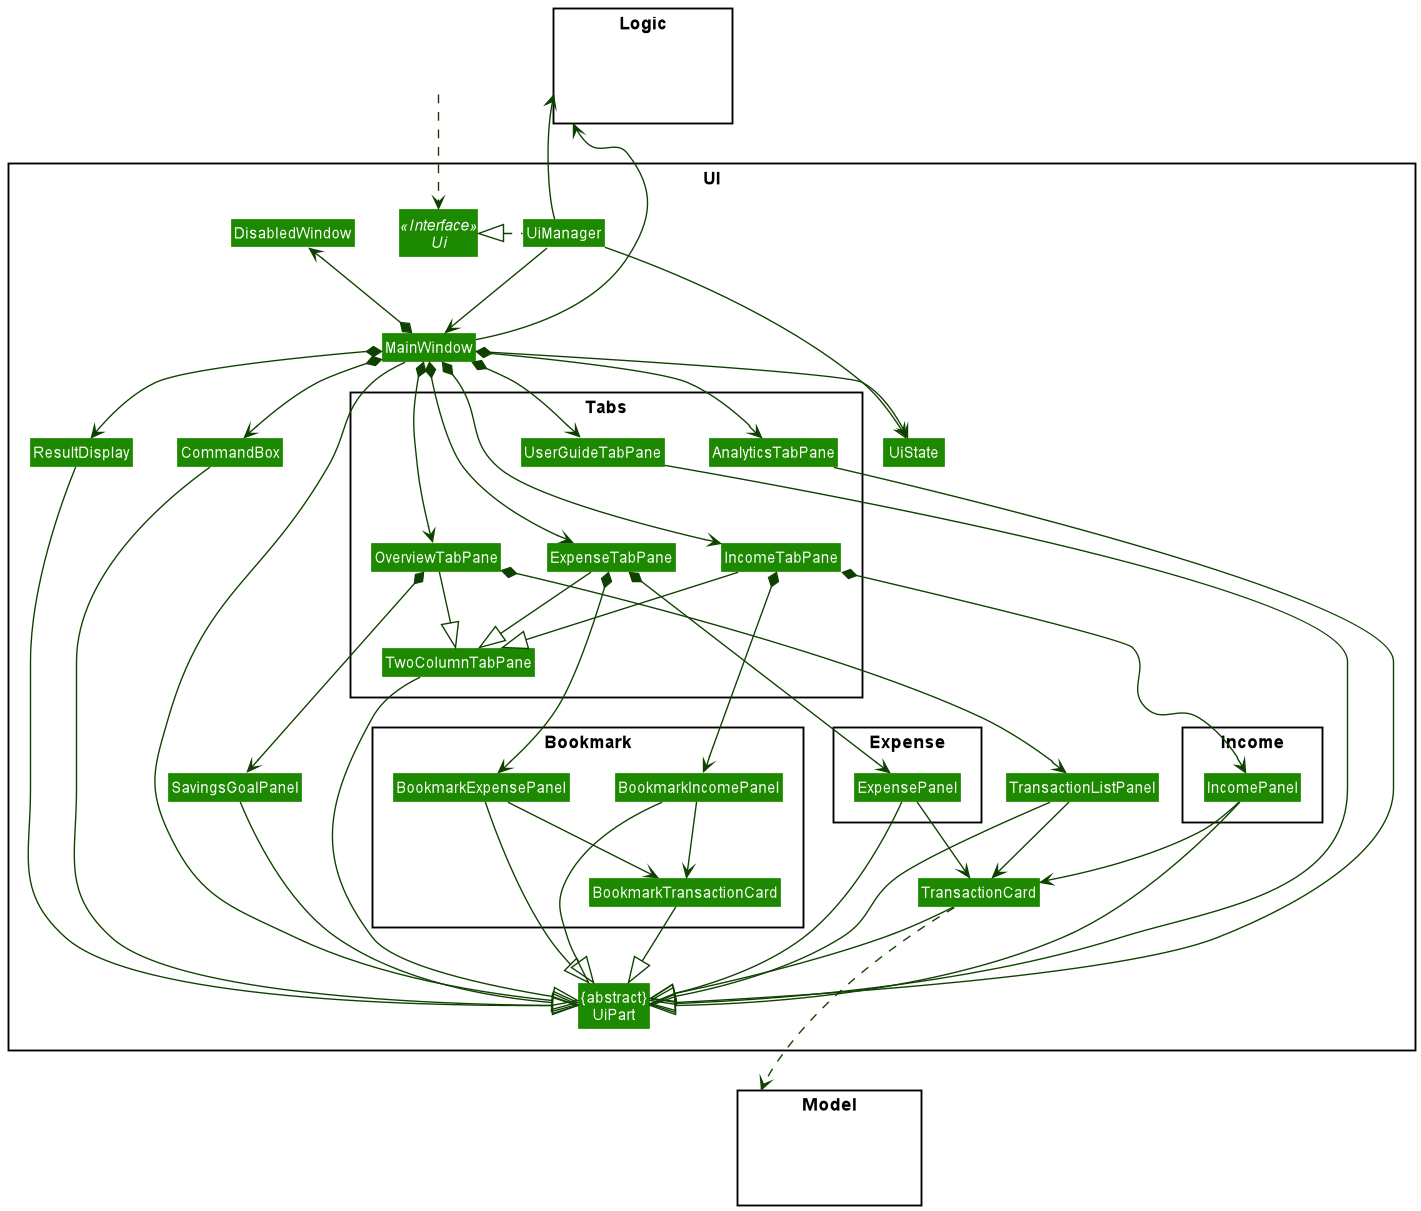 Logic
UI
DisabledWindow
«Interface»
Ui
UiManager
MainWindow
Tabs
ResultDisplay
CommandBox
UserGuideTabPane
AnalyticsTabPane
UiState
OverviewTabPane
ExpenseTabPane
IncomeTabPane
TwoColumnTabPane
Bookmark
Expense
Income
SavingsGoalPanel
BookmarkExpensePanel
BookmarkIncomePanel
ExpensePanel
TransactionListPanel
IncomePanel
BookmarkTransactionCard
TransactionCard
{abstract}
UiPart
Model